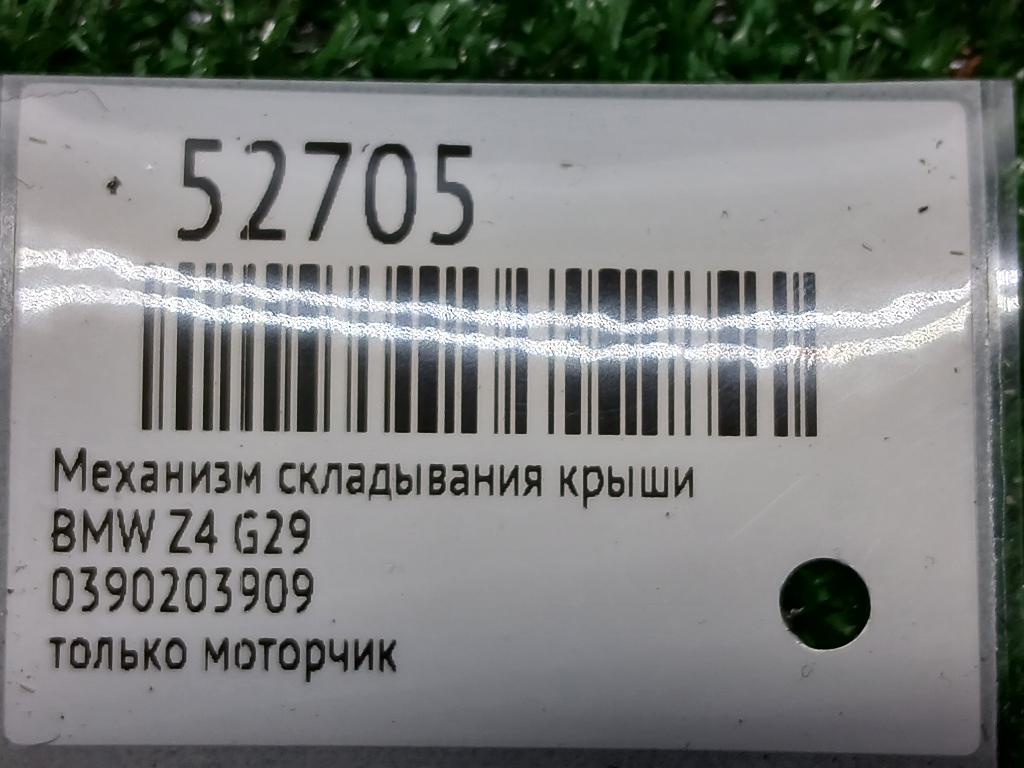 52705
Механизм складывания крыши
BMW Z4 G29
0390203909
только моторчик